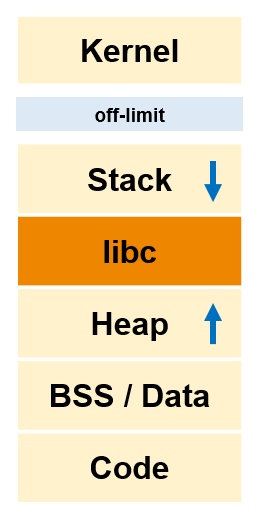 Kernel
off-limit
Stack
libc
Heap
BSS / Data
Code